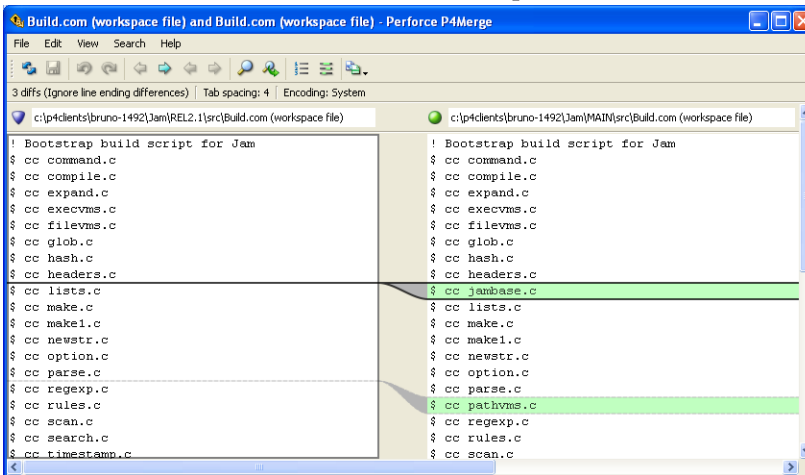 Build.com (workspace file) and Build.com (workspace file) - Perforce P4Merge
File Edit View Search Help
3 diffs (Ignore line ending differences) Tab spacing: 4 Encoding: System
c:\p4clients\bruno-1492\Jam\REL2.1\src\Build.com (workspace file)
! Bootstrap build script for Jam
$ cc command.c
$ cc compile.c
$ cc expand.c
$ cc execvms.c
$ cc filevms.c
$ cc glob.c
$ cc hash.c
$ cc headers.c
$ cc lists.c
$ cc make.c
$ cc make1.c
$ cc newstr.c
$ cc option.c
$ cc parse.c
$ cc regexp.c
$ cc rules.c
$ cc scan.c
$ cc search.c
$ cc timestamp.c
c:\p4clients\bruno-1492\Jam\MAIN\src\Build.com (workspace file)
! Bootstrap build script for Jam
$ cc command.c
$ cc compile.c
$ cc expand.c
$ cc execvms.c
$ cc filevms.c
$ cc glob.c
$ cc hash.c
$ cc headers.c
$ cc jambase.c
$ cc lists.c
$ cc make.c
$ cc make1.c
$ cc newstr.c
$ cc option.c
$ cc parse.c
$ cc pathvms.c
$ cc regexp.c
$ cc rules.c
$ cc scan.c